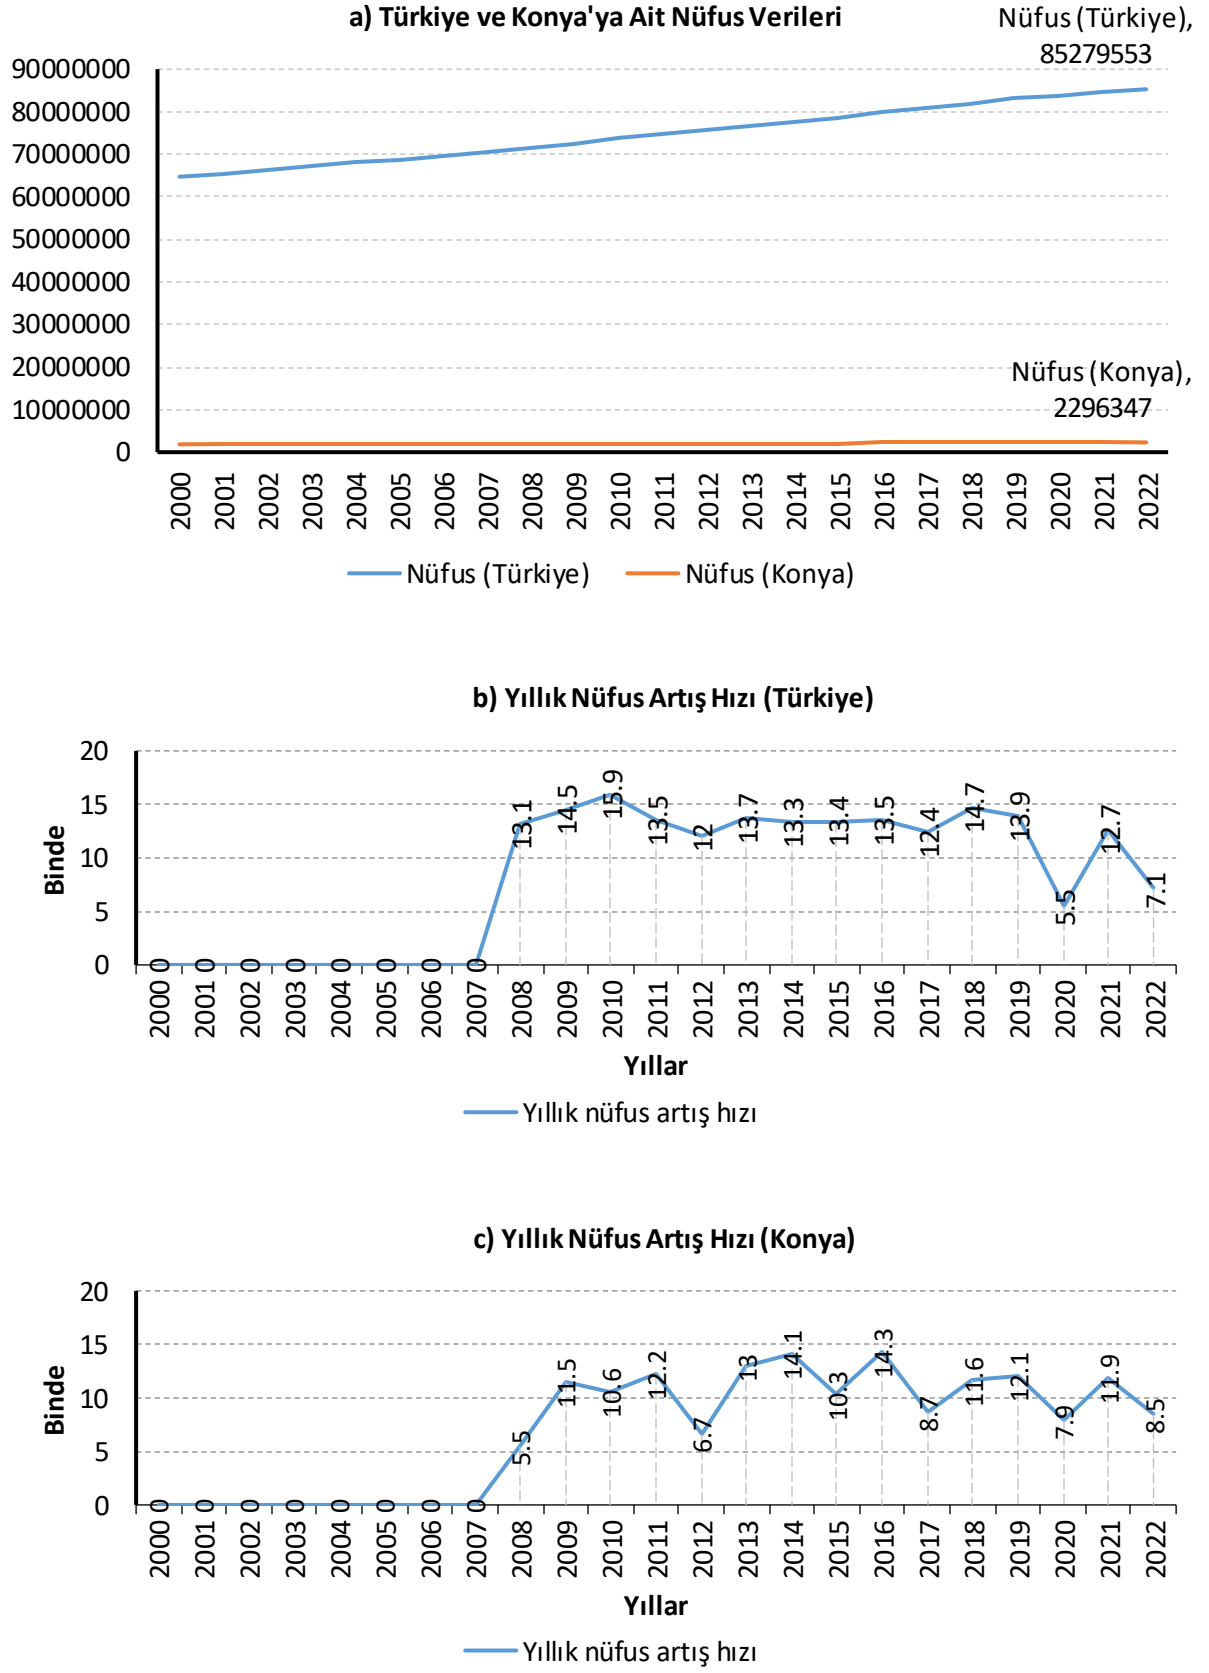 a) Türkiye ve Konya'ya Ait Nüfus Verileri
Nüfus (Türkiye),
85279553
90000000
80000000
70000000
60000000
50000000
40000000
30000000
20000000
10000000
0
Nüfus (Konya),
2296347
2000 2001 2002 2003 2004 2005 2006 2007 2008 2009 2010 2011 2012 2013 2014 2015 2016 2017 2018 2019 2020 2021 2022
Nüfus (Türkiye) Nüfus (Konya)
b) Yıllık Nüfus Artış Hızı (Türkiye)
Binde
20
15
10
5
0
0 0 0 0 0 0 0 0 13.1 14.5 15.9 13.5 12 13.7 13.3 13.4 13.5 12.4 14.7 13.9 5.5 12.7 7.1
2000 2001 2002 2003 2004 2005 2006 2007 2008 2009 2010 2011 2012 2013 2014 2015 2016 2017 2018 2019 2020 2021 2022
Yıllar
Yıllık nüfus artış hızı
c) Yıllık Nüfus Artış Hızı (Konya)
Binde
20
15
10
5
0
0 0 0 0 0 0 0 0 5.5 11.5 10.6 12.2 6.7 13 14.1 10.3 14.3 8.7 11.6 12.1 7.9 11.9 8.5
2000 2001 2002 2003 2004 2005 2006 2007 2008 2009 2010 2011 2012 2013 2014 2015 2016 2017 2018 2019 2020 2021 2022
Yıllar
Yıllık nüfus artış hızı